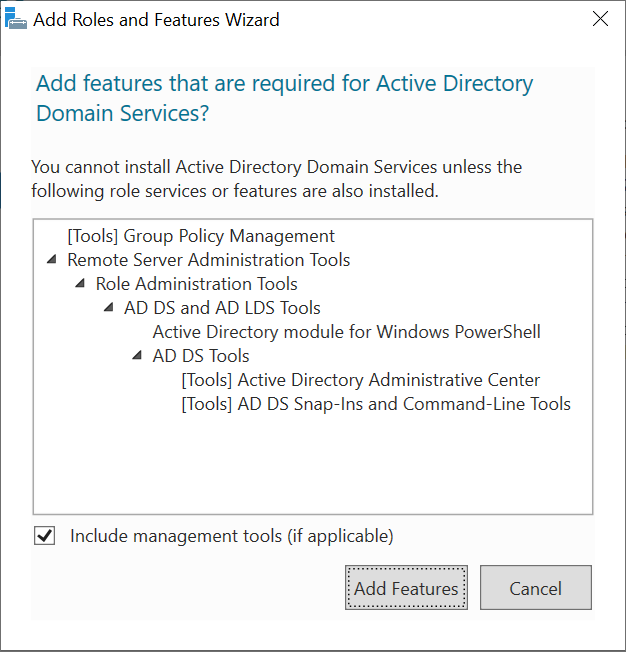 Add Roles and Features Wizard
Add features that are required for Active Directory
Domain Services?
You cannot install Active Directory Domain Services unless the
following role services or features are also installed.
[Tools] Group Policy Management
Remote Server Administration Tools
Role Administration Tools
AD DS and AD LDS Tools
Active Directory module for Windows PowerShell
AD DS Tools
[Tools] Active Directory Administrative Center
[Tools] AD DS Snap-Ins and Command-Line Tools
Include management tools (if applicable)
Add Features Cancel